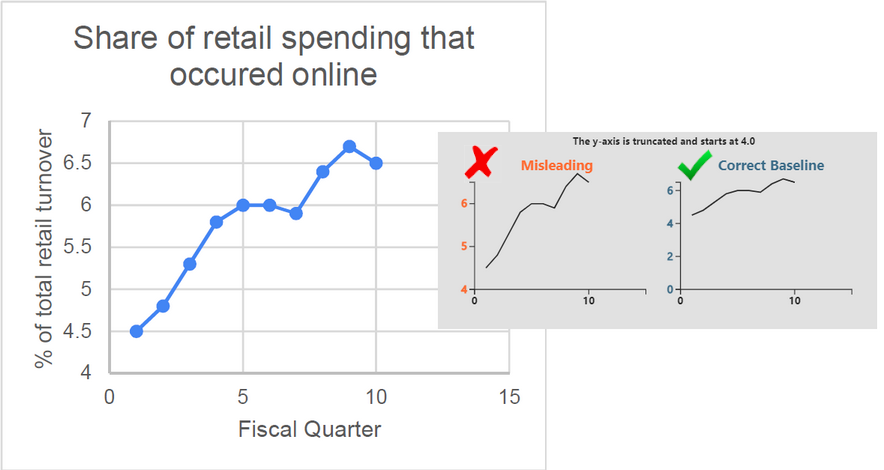 Share of retail spending that
occured online
% of total retail turnover
7
6.5
6
5.5
5
4.5
4
0 5 10 15
Fiscal Quarter
The y-axis is truncated and starts at 4.0
Misleading
6
5
4
0 10
Correct Baseline
6
4
2
0
0 10